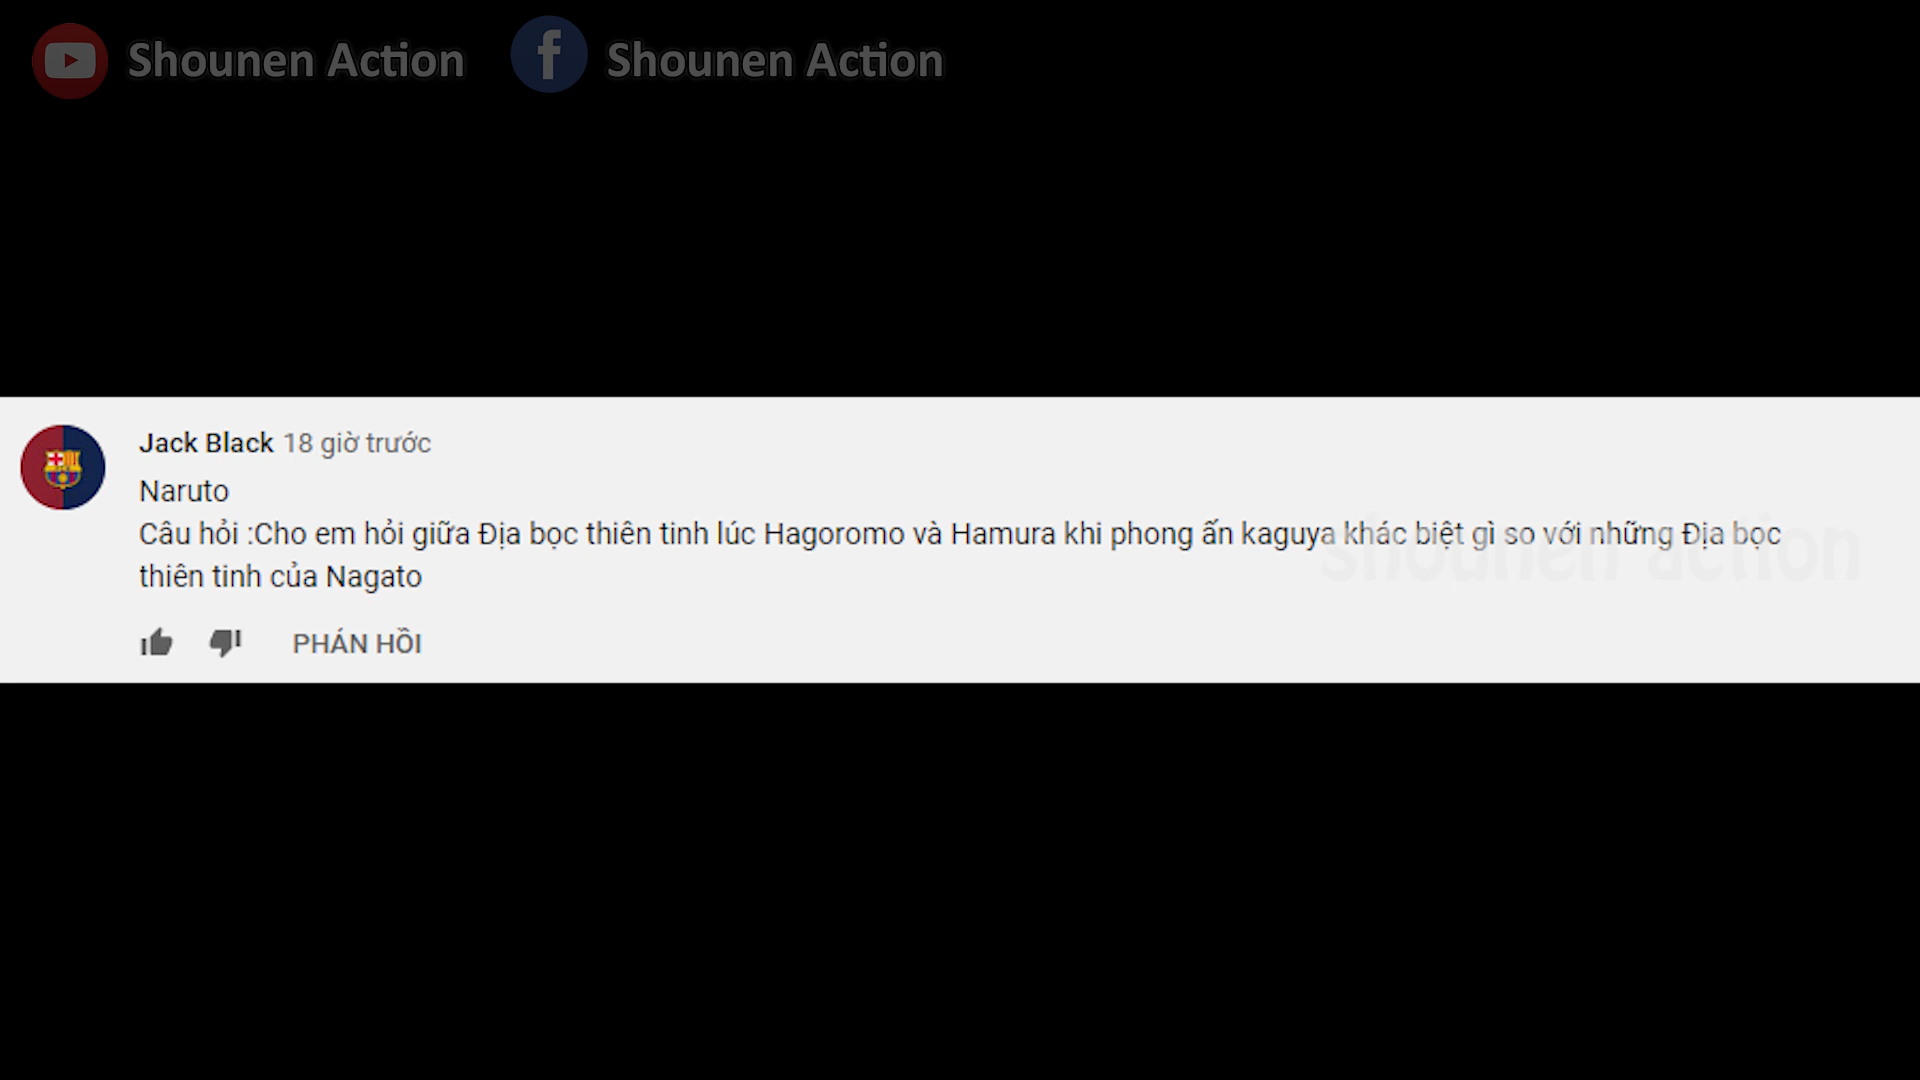 Shounen Action
Shounen Action
Jack Black 18 giờ trước
Naruto
Câu hỏi :Cho em hỏi giữa Địa bọc thiên tinh lúc Hagoromo và Hamura khi phong ấn kaguya khác biệt gì so với những Địa bọc
thiên tinh của Nagato
shounen action
PHẢN HỒI